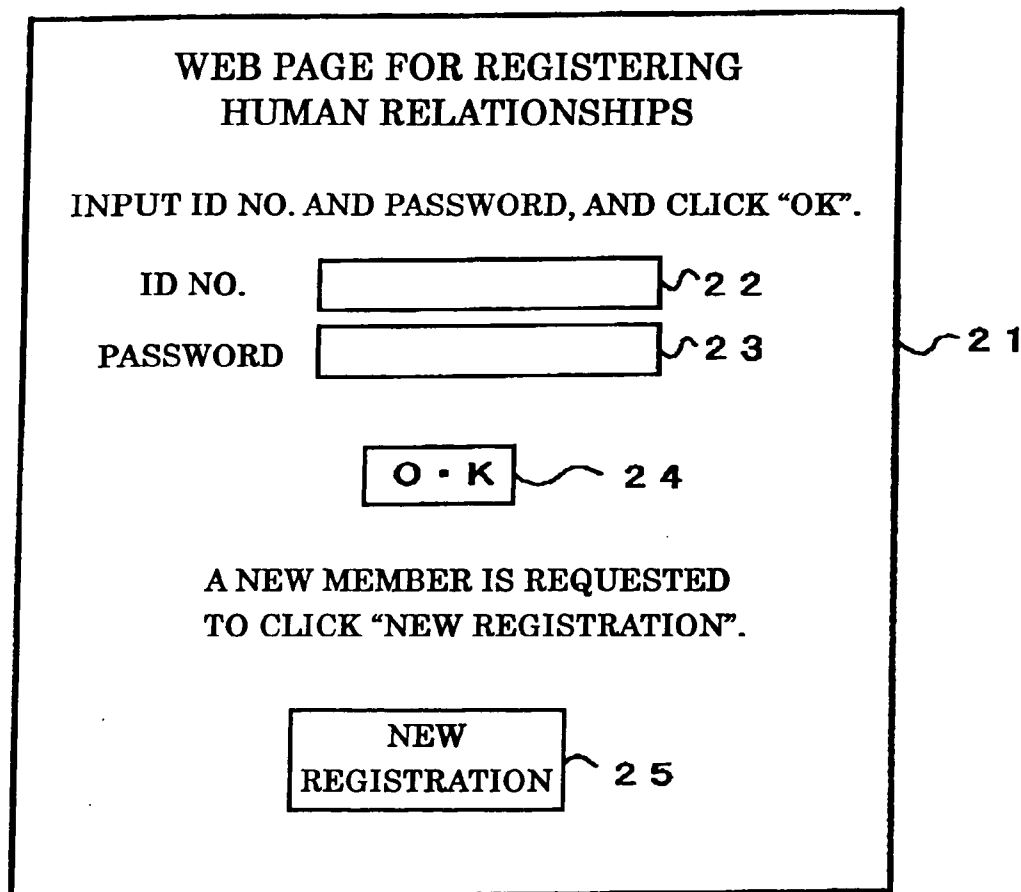 WEB PAGE FOR REGISTERING
HUMAN RELATIONSHIPS
INPUT ID NO. AND PASSWORD, AND CLICK “OK”.
ID NO. 22
PASSWORD 23
21
O・K 24
A NEW MEMBER IS REQUESTED
TO CLICK “NEW REGISTRATION”.
NEW
REGISTRATION 25